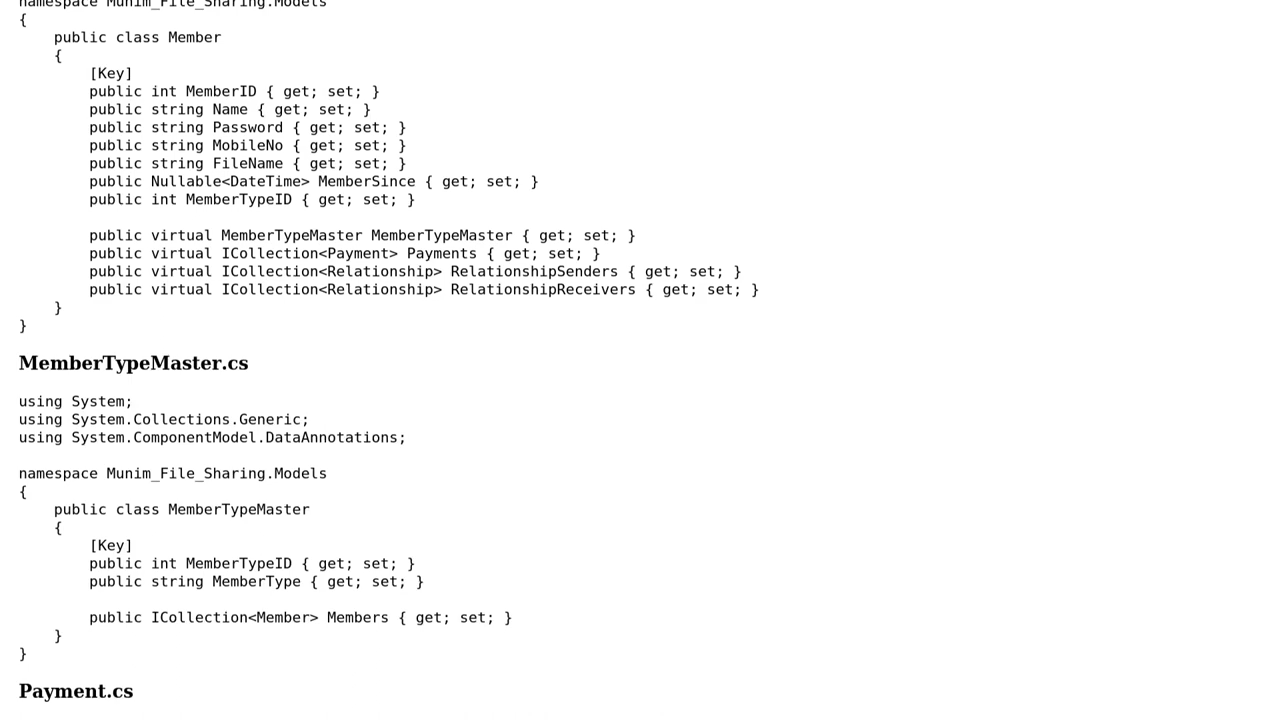 namespace Munim_File_Sharing.Models
{
    public class Member
    {
        [Key]
        public int MemberID { get; set; }
        public string Name { get; set; }
        public string Password { get; set; }
        public string MobileNo { get; set; }
        public string FileName { get; set; }
        public Nullable<DateTime> MemberSince { get; set; }
        public int MemberTypeID { get; set; }

        public virtual MemberTypeMaster MemberTypeMaster { get; set; }
        public virtual ICollection<Payment> Payments { get; set; }
        public virtual ICollection<Relationship> RelationshipSenders { get; set; }
        public virtual ICollection<Relationship> RelationshipReceivers { get; set; }
    }
}
MemberTypeMaster.cs
using System;
using System.Collections.Generic;
using System.ComponentModel.DataAnnotations;

namespace Munim_File_Sharing.Models
{
    public class MemberTypeMaster
    {
        [Key]
        public int MemberTypeID { get; set; }
        public string MemberType { get; set; }

        public ICollection<Member> Members { get; set; }
    }
}
Payment.cs